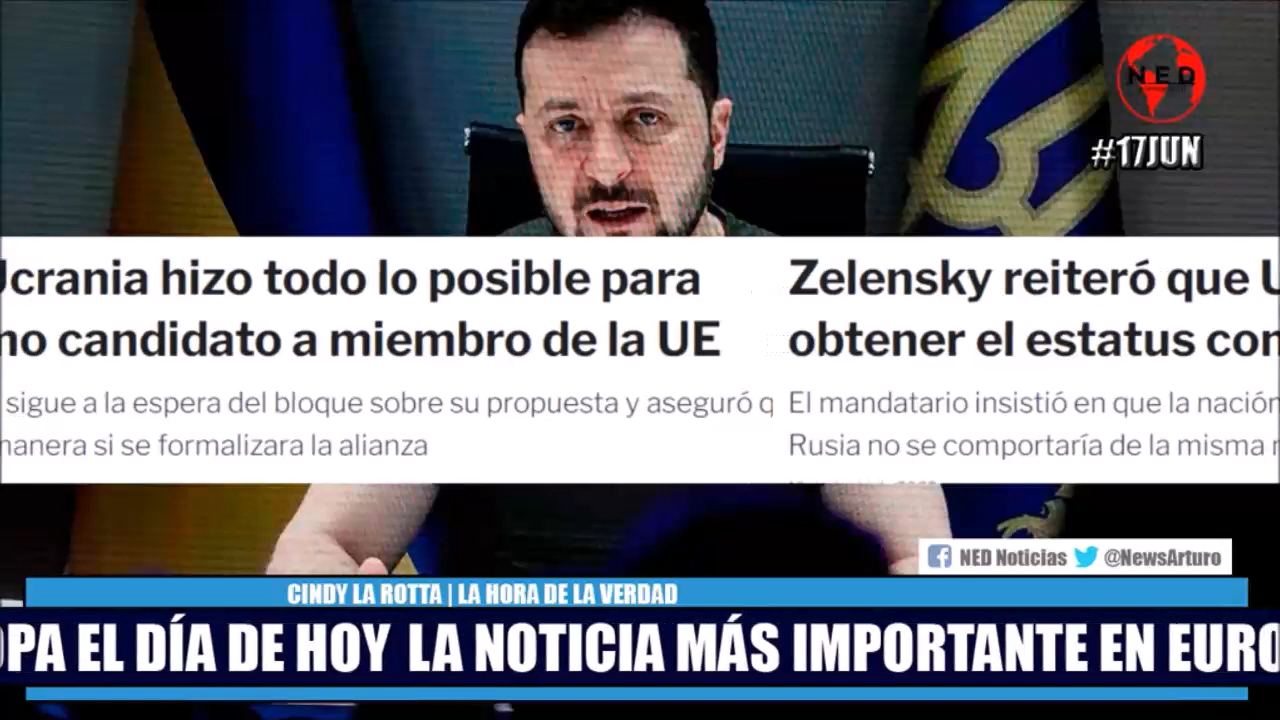 NED
#17JUN
Ucrania hizo todo lo posible para
no candidato a miembro de la UE
sigue a la espera del bloque sobre su propuesta y aseguró q
manera si se formalizara la alianza
Zelensky reiteró que U
obtener el estatus con
El mandatario insistió en que la nación
Rusia no se comportaría de la misma
NED Noticias @NewsArturo
CINDY LA ROTTA | LA HORA DE LA VERDAD
OPA EL DÍA DE HOY LA NOTICIA MÁS IMPORTANTE EN EURO